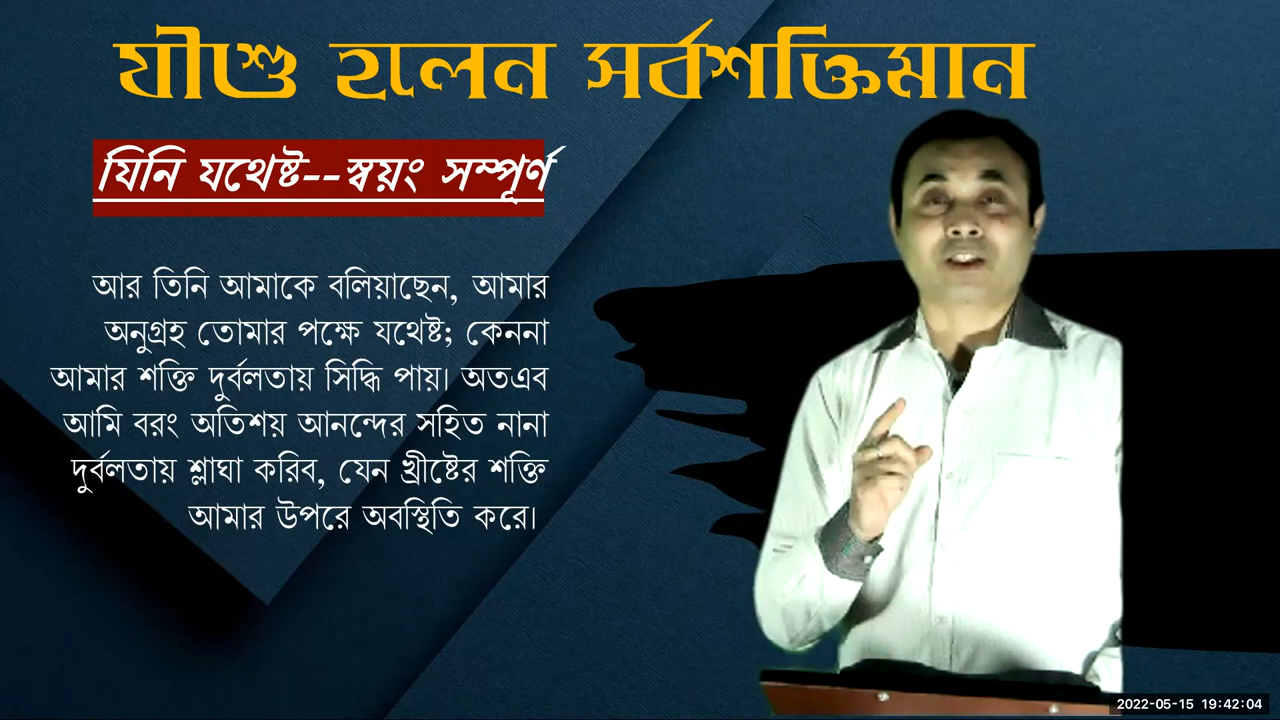 যীশু হলেন সর্বশক্তিমান
যিনি যথেষ্ট--স্বয়ং সম্পূর্ণ
আর তিনি আমাকে বলিয়াছেন, আমার
অনুগ্রহ তোমার পক্ষে যথেষ্ট; কেননা
আমার শক্তি দুর্বলতায় সিদ্ধি পায়। অতএব
আমি বরং অতিশয় আনন্দের সহিত নানা
দুর্বলতায় শ্লাঘা করিব, যেন খ্রীষ্টের শক্তি
আমার উপরে অবস্থিতি করে।
2022-05-15 19:42:04